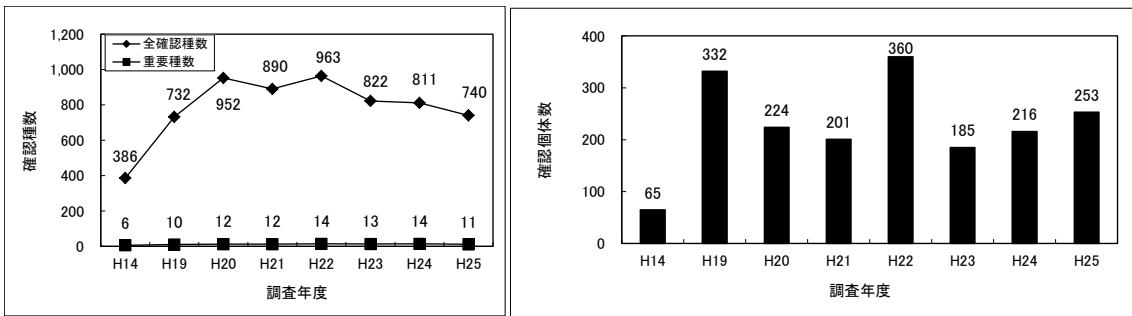 1,200
1,000
800
600
400
200
0
確認種数
全確認種数
重要種数
386
732
952
890
963
822
811
740
6
10
12
12
14
13
14
11
H14
H19
H20
H21
H22
H23
H24
H25
調査年度
400
300
200
100
0
確認個体数
65
332
224
201
360
185
216
253
H14
H19
H20
H21
H22
H23
H24
H25
調査年度